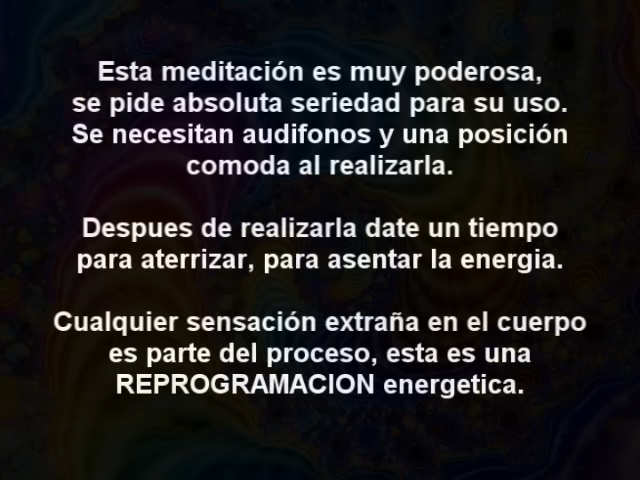 Esta meditación es muy poderosa,
se pide absoluta seriedad para su uso.
Se necesitan audifonos y una posición
comoda al realizarla.
Despues de realizarla date un tiempo
para aterrizar, para asentar la energia.
Cualquier sensación extraña en el cuerpo
es parte del proceso, esta es una
REPROGRAMACION energetica.